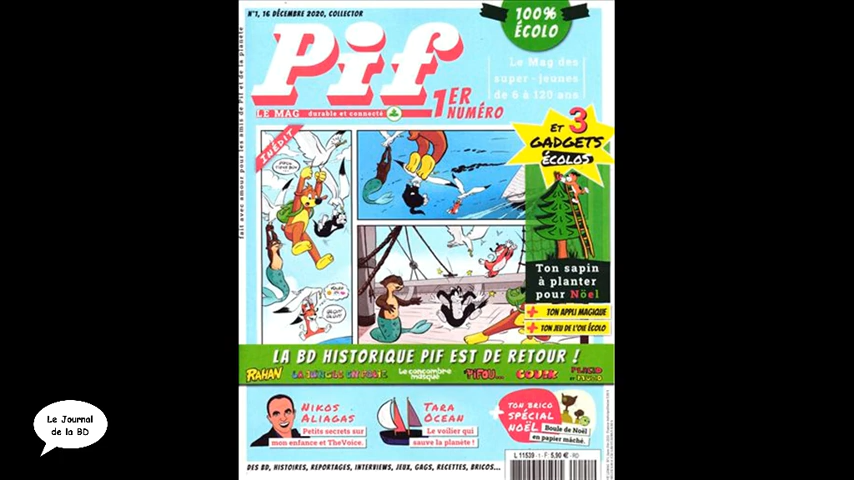 N°1, 16 DÉCEMBRE 2020, COLLECTOR
Pif
LE MAG durable et connecté
1ER
NUMÉRO
100%
ÉCOLO
Le Mag des
super-jeunes
de 6 à 120 ans
fait avec amour pour les amis de Pif et de la planète
INÉDIT
ET 3
GADGETS
ÉCOLOS
Ton sapin
à planter
pour Noël
+ TON APPLI MAGIQUE
+ TON JEU DE L'OIE ÉCOLO
LA BD HISTORIQUE PIF EST DE RETOUR !
RAHAN LA JUNGLE EN FOLIE Le concombre masqué PIFOU... COUIK PLACID et MUZO
NIKOS
ALIAGAS
Petits secrets sur
mon enfance et TheVoice.
TARA
OCEAN
Le voilier qui
sauve la planète !
+ TON BRICO
SPÉCIAL
NOËL
Boule de Noël
en papier mâché.
DES BD, HISTOIRES, REPORTAGES, INTERVIEWS, JEUX, GAGS, RECETTES, BRICOS...
L 11539 - 1 - F: 5,90 € - RD
Le Journal
de la BD